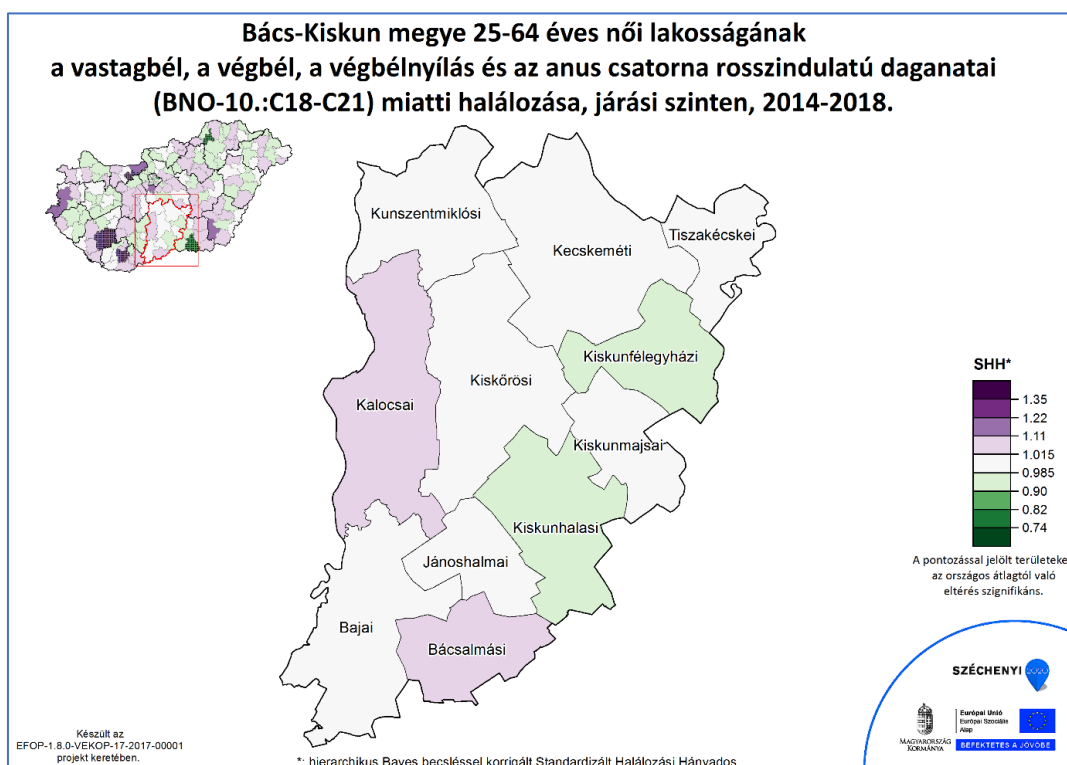 Bács-Kiskun megye 25-64 éves női lakosságának
a vastagbél, a végbél, a végbélnyílás és az anus csatorna rosszindulatú daganatai
(BNO-10.:C18-C21) miatti halálozása, járási szinten, 2014-2018.
Kunszentmiklósi
Tiszakécskei
Kecskeméti
Kiskunfélegyházi
Kiskőrösi
Kalocsai
Kiskunmajsai
Kiskunhalasi
Jánoshalmai
Bajai
Bácsalmási
SHH*
1.35
1.22
1.11
1.015
0.985
0.90
0.82
0.74
A pontozással jelölt területeke
az országos átlagtól való
eltérés szignifikáns.
SZÉCHENYI 2020
Magyarország
Kormánya
Európai Unió
Európai Szociális
Alap
BEFEKTETÉS A JÖVŐBE
Készült az
EFOP-1.8.0-VEKOP-17-2017-00001
projekt keretében.
*: hierarchikus Bayes becsléssel korrigált Standardizált Halálozási Hányados